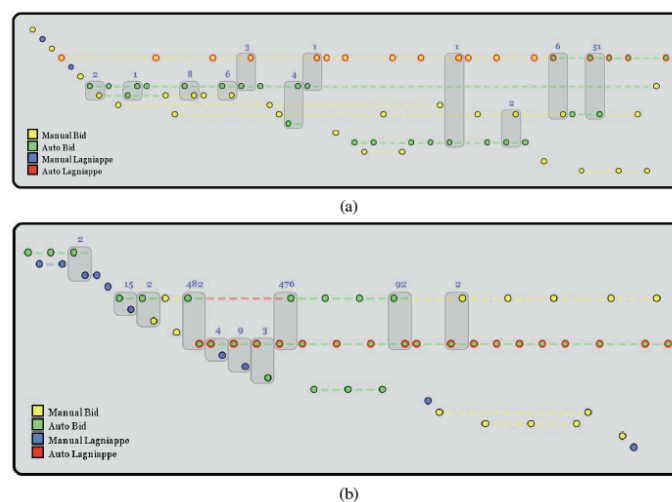 3 1 1 6 51
2 1 8 6 4 2
Manual Bid
Auto Bid
Manual Lagniappe
Auto Lagniappe
(a)
2
15 2 482 476 92 2
4 9 3
Manual Bid
Auto Bid
Manual Lagniappe
Auto Lagniappe
(b)